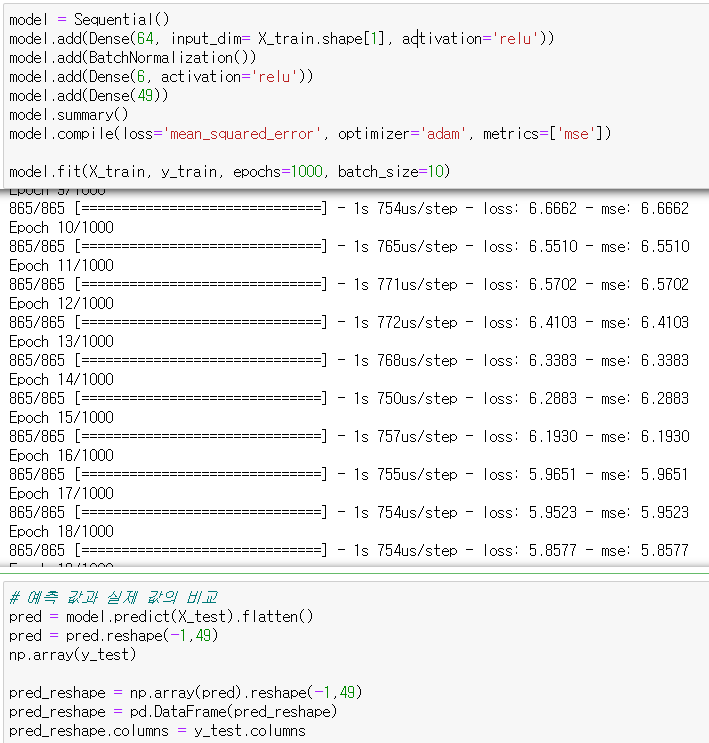 model = Sequential()
model.add(Dense(64, input_dim= X_train.shape[1], activation='relu'))
model.add(BatchNormalization())
model.add(Dense(6, activation='relu'))
model.add(Dense(49))
model.summary()
model.compile(loss='mean_squared_error', optimizer='adam', metrics=['mse'])
model.fit(X_train, y_train, epochs=1000, batch_size=10)
Epoch 9/1000
865/865 [==============================] - 1s 754us/step - loss: 6.6662 - mse: 6.6662
Epoch 10/1000
865/865 [==============================] - 1s 765us/step - loss: 6.5510 - mse: 6.5510
Epoch 11/1000
865/865 [==============================] - 1s 771us/step - loss: 6.5702 - mse: 6.5702
Epoch 12/1000
865/865 [==============================] - 1s 772us/step - loss: 6.4103 - mse: 6.4103
Epoch 13/1000
865/865 [==============================] - 1s 768us/step - loss: 6.3383 - mse: 6.3383
Epoch 14/1000
865/865 [==============================] - 1s 750us/step - loss: 6.2883 - mse: 6.2883
Epoch 15/1000
865/865 [==============================] - 1s 757us/step - loss: 6.1930 - mse: 6.1930
Epoch 16/1000
865/865 [==============================] - 1s 755us/step - loss: 5.9651 - mse: 5.9651
Epoch 17/1000
865/865 [==============================] - 1s 754us/step - loss: 5.9523 - mse: 5.9523
Epoch 18/1000
865/865 [==============================] - 1s 754us/step - loss: 5.8577 - mse: 5.8577
# 예측 값과 실제 값의 비교
pred = model.predict(X_test).flatten()
pred = pred.reshape(-1,49)
np.array(y_test)
pred_reshape = np.array(pred).reshape(-1,49)
pred_reshape = pd.DataFrame(pred_reshape)
pred_reshape.columns = y_test.columns